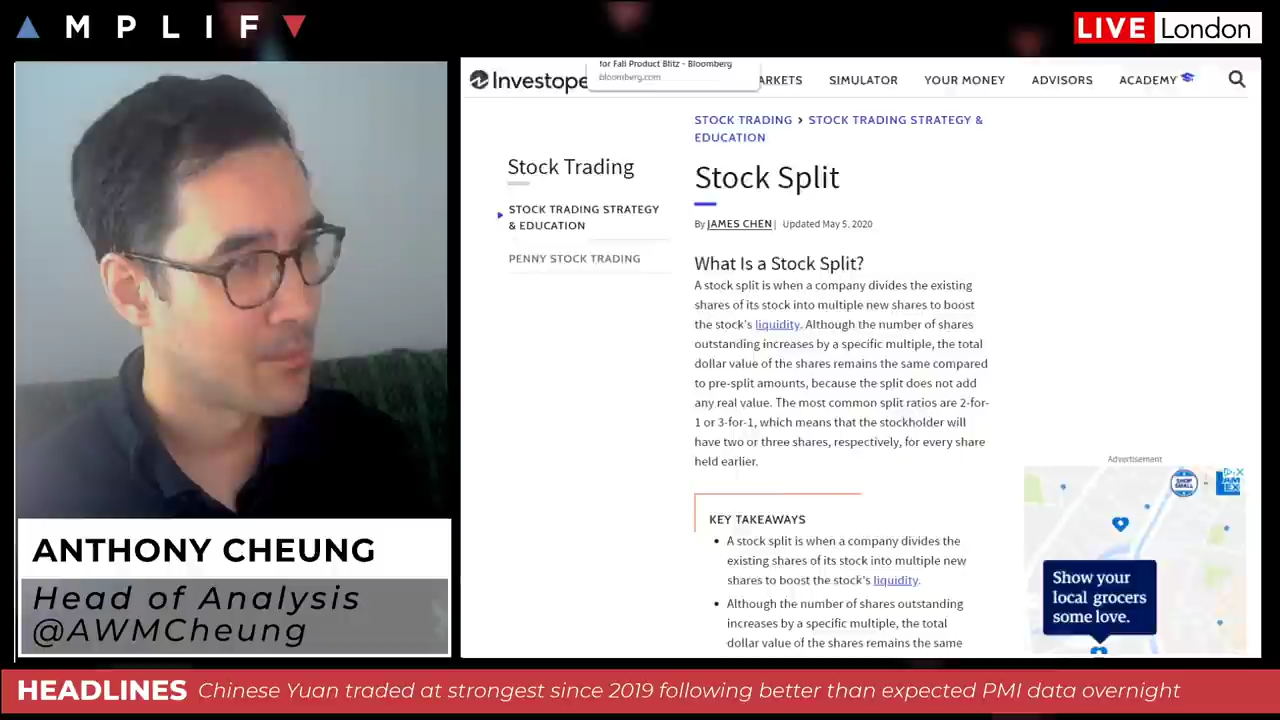 MPLIF
LIVE London
for Fall Product Blitz - Bloomberg
bloomberg.com
Investope
ARKETS SIMULATOR YOUR MONEY ADVISORS ACADEMY
STOCK TRADING › STOCK TRADING STRATEGY &
EDUCATION
Stock Trading
STOCK TRADING STRATEGY
& EDUCATION
PENNY STOCK TRADING
Stock Split
By JAMES CHEN | Updated May 5, 2020
What Is a Stock Split?
A stock split is when a company divides the existing
shares of its stock into multiple new shares to boost
the stock's liquidity. Although the number of shares
outstanding increases by a specific multiple, the total
dollar value of the shares remains the same compared
to pre-split amounts, because the split does not add
any real value. The most common split ratios are 2-for-
1 or 3-for-1, which means that the stockholder will
have two or three shares, respectively, for every share
held earlier.
KEY TAKEAWAYS
• A stock split is when a company divides the
existing shares of its stock into multiple new
shares to boost the stock's liquidity.
• Although the number of shares outstanding
increases by a specific multiple, the total
dollar value of the shares remains the same
Advertisement
SHOP
SMALL
AM
EX
Show your
local grocers
some love.
ANTHONY CHEUNG
Head of Analysis
@AWMCheung
HEADLINES Chinese Yuan traded at strongest since 2019 following better than expected PMI data overnight